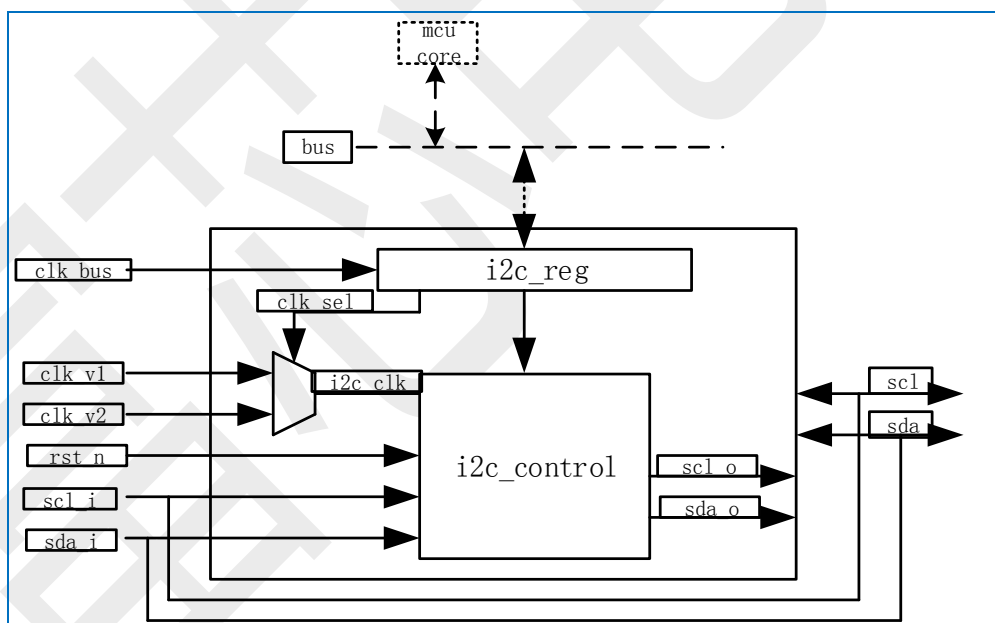 mcu
core
bus
clk_bus
i2c_reg
clk_sel
clk_v1
i2c_clk
scl
clk_v2
sda
rst_n
i2c_control
scl_o
scl_i
sda_o
sda_i